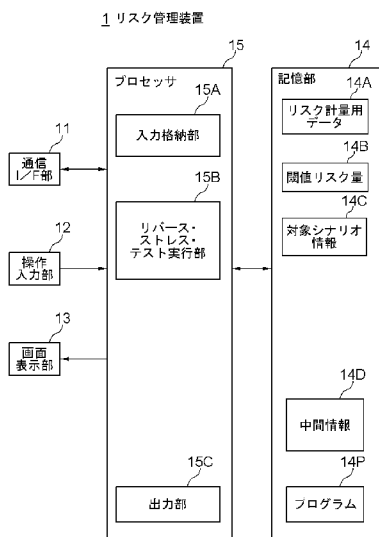 1 リスク管理装置
15
プロセッサ
15A
入力格納部
15B
リバース・
ストレス・
テスト実行部
15C
出力部
11
通信
I/F部
12
操作
入力部
13
画面
表示部
14
記憶部
14A
リスク計量用
データ
14B
閾値リスク量
14C
対象シナリオ
情報
14D
中間情報
14P
プログラム